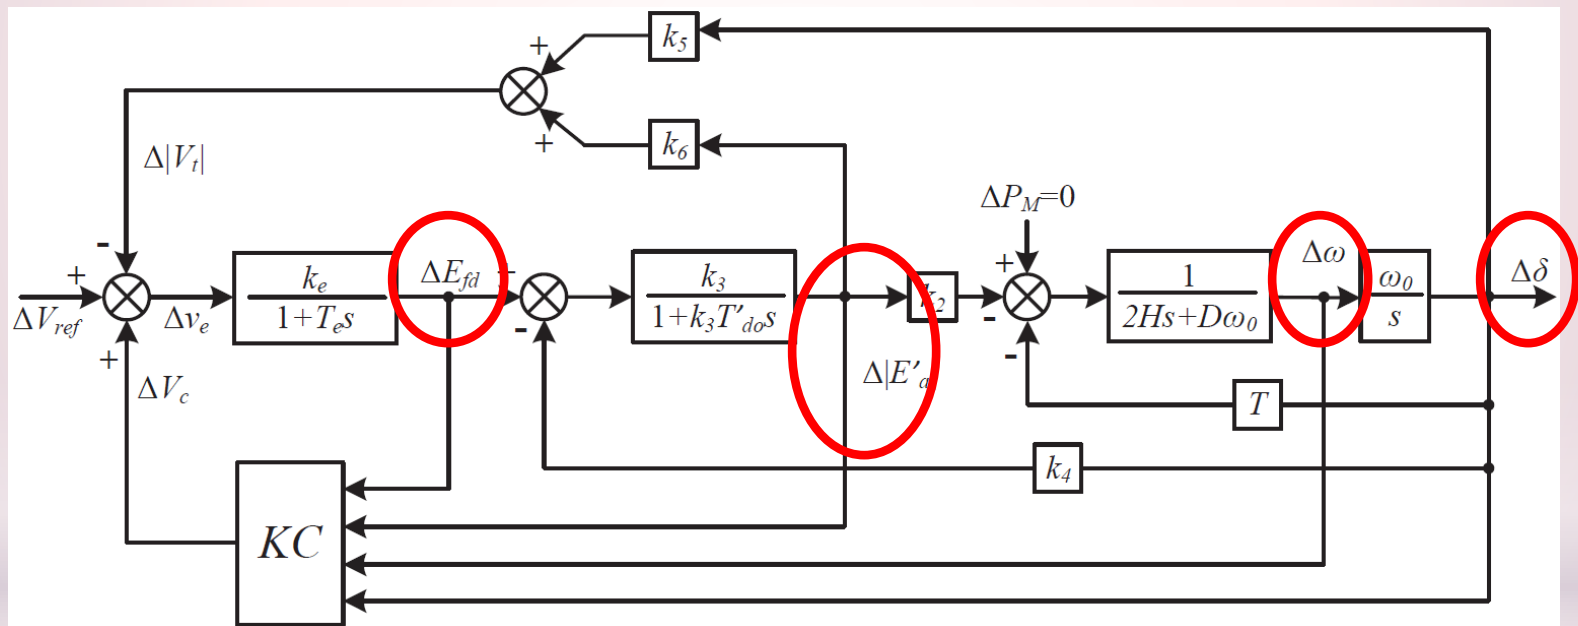 k5
+
+
k6
Δ|Vt|
ΔPM=0
-
+
ΔVref
Δve
ke
1+Tes
ΔEfd
+
-
k3
1+k3T'dos
k2
+
-
-
1
2Hs+Dω0
Δω
ω0
s
Δδ
+
ΔVc
Δ|E'a
T
k4
KC